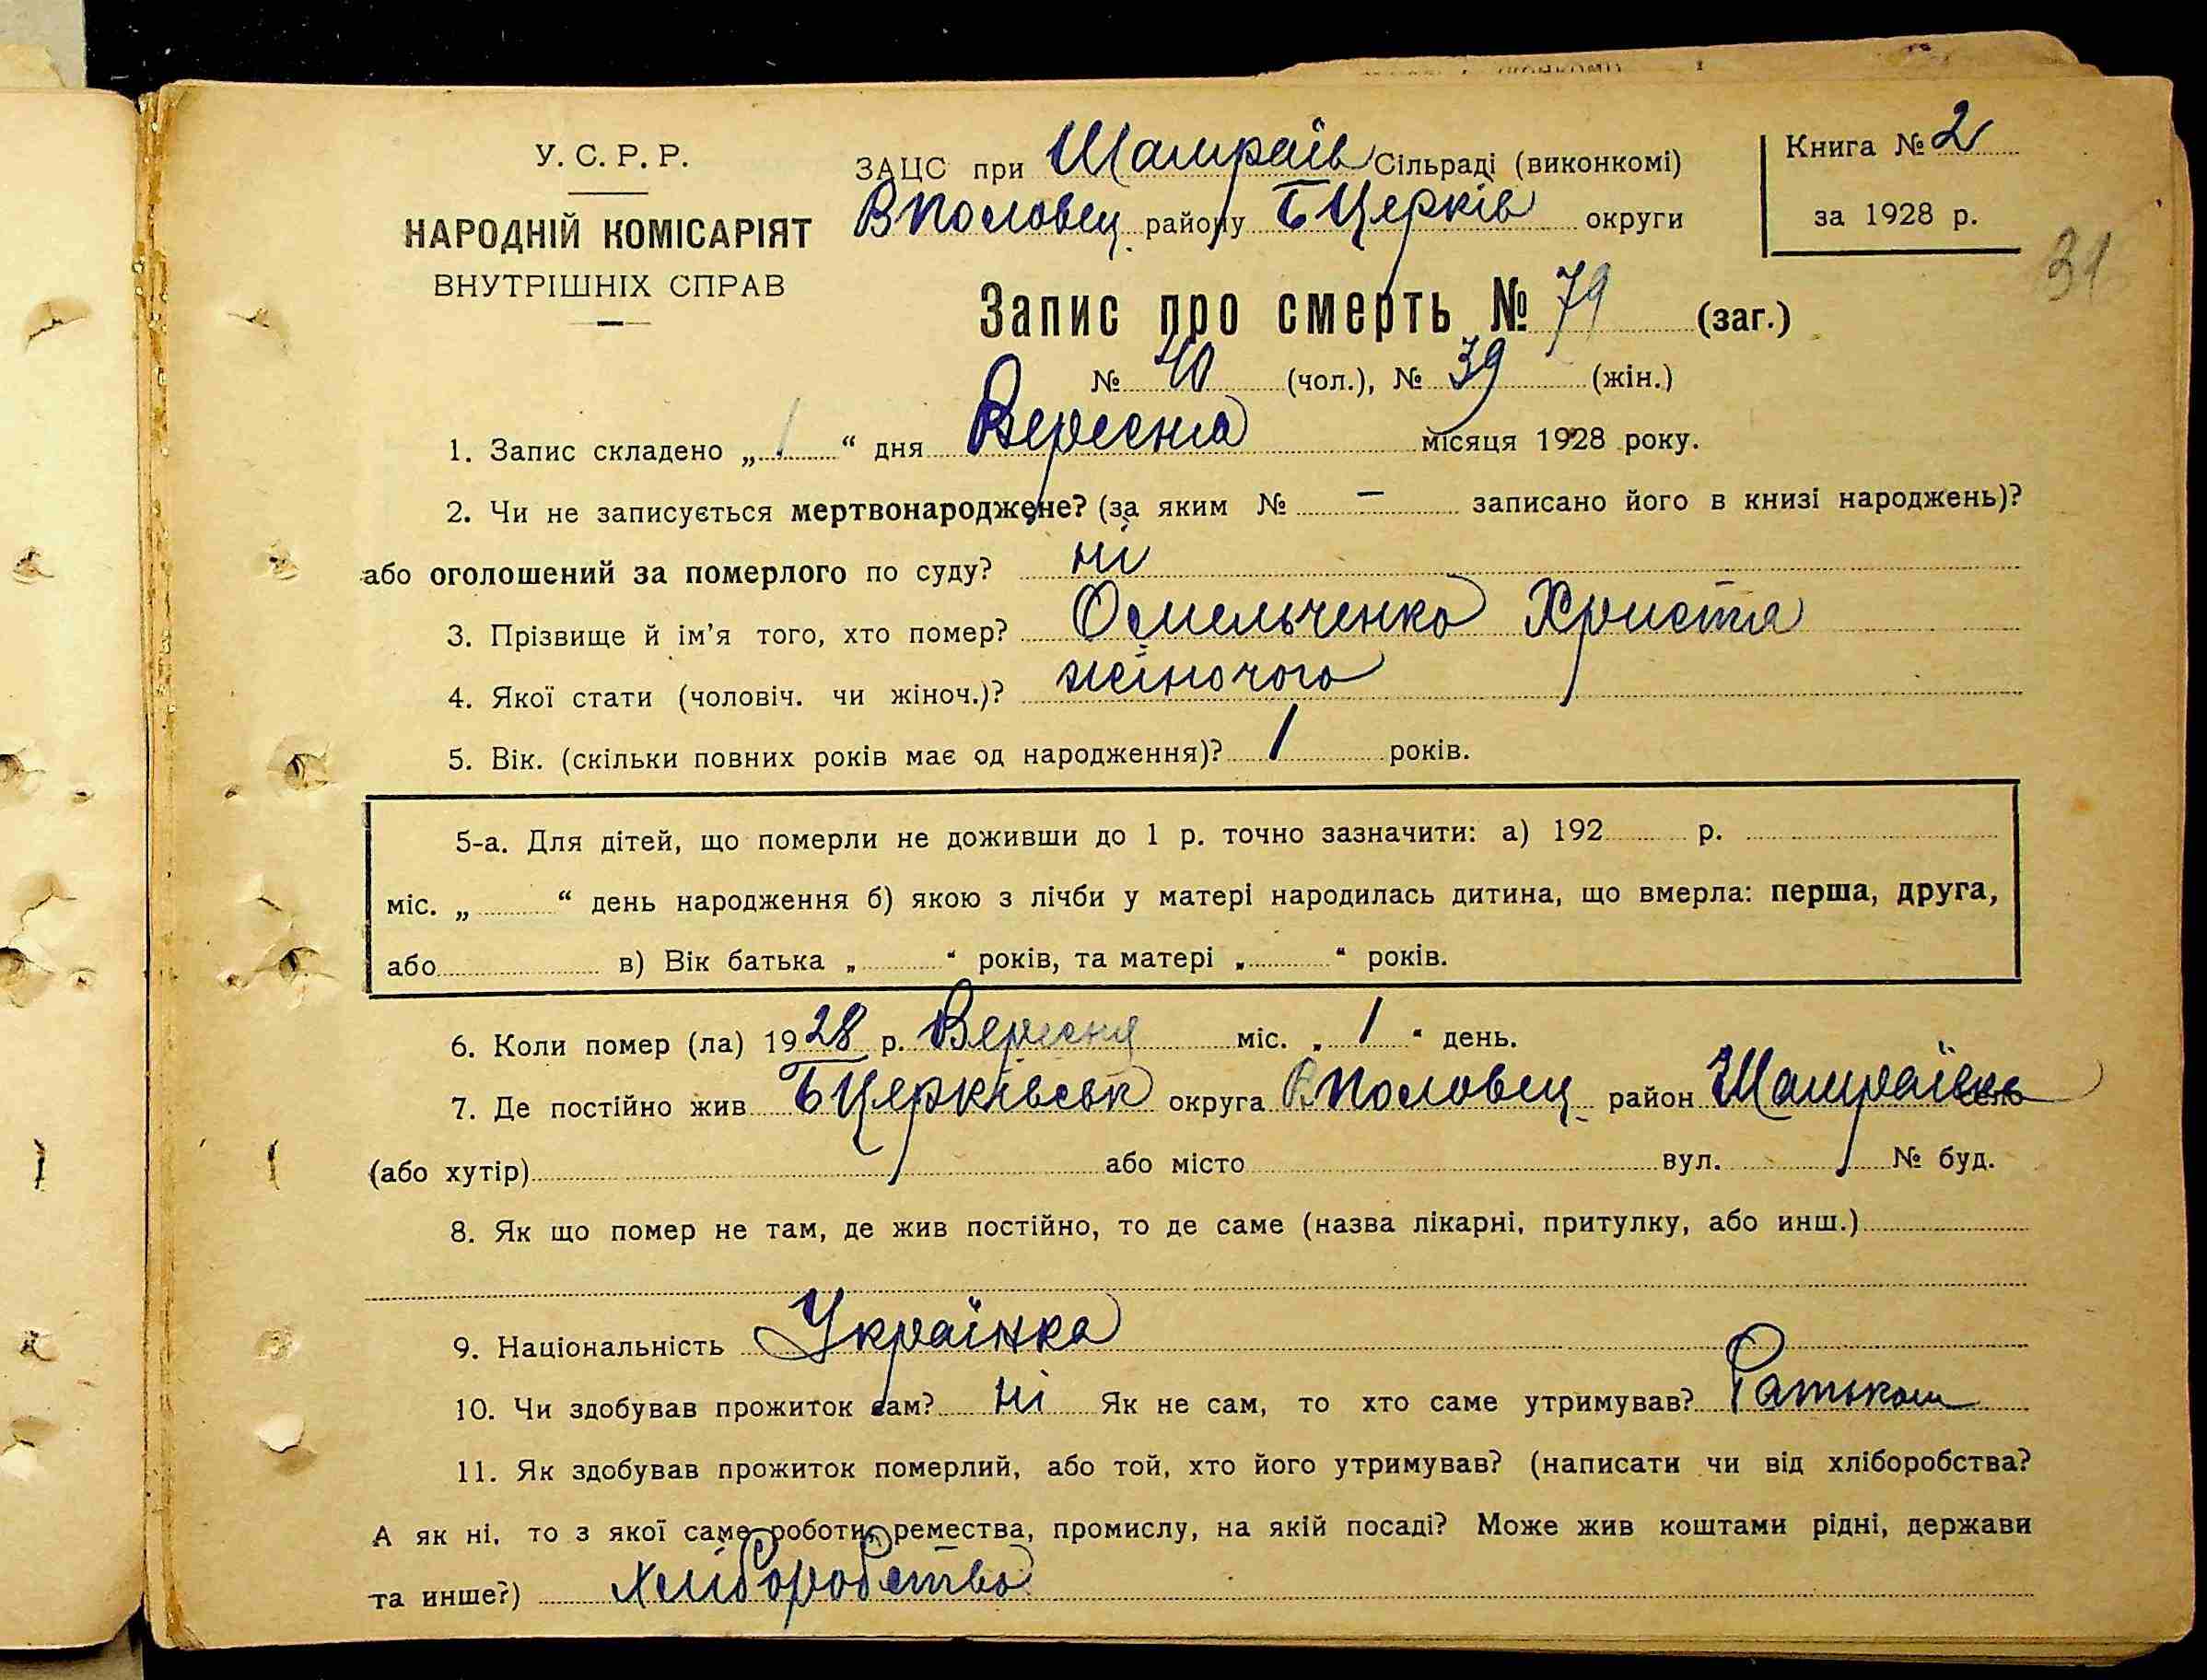 У. С. Р. Р.
НАРОДНІЙ КОМІСАРІЯТ
ВНУТРІШНІХ СПРАВ
ЗАЦС при Шамраїв Сільраді (виконкомі)
ВПоловец. району БЦерків округи
Книга № 2
за 1928 р.
31
Запис про смерть № 79 (заг.)
№ 40 (чол.), № 39 (жін.)
1. Запис складено „ 1 “ дня Вересня місяця 1928 року.
2. Чи не записується мертвонароджене? (за яким № — записано його в книзі народжень)?
або оголошений за померлого по суду? ні
3. Прізвище й ім’я того, хто помер? Омельченко Христя
4. Якої стати (чоловіч. чи жіноч.)? жіночого
5. Вік. (скільки повних років має од народження)? 1 років.
5-а. Для дітей, що померли не доживши до 1 р. точно зазначити: а) 192 р.
міс. „ “ день народження б) якою з лічби у матері народилась дитина, що вмерла: перша, друга,
або в) Вік батька „ “ років, та матері „ “ років.
6. Коли помер (ла) 1928 р. Вересня міс. „ 1 “ день.
7. Де постійно жив БЦерківськ округа ВПоловец район Шамраївка село
(або хутір) або місто вул. № буд.
8. Як що помер не там, де жив постійно, то де саме (назва лікарні, притулку, або инш.)
9. Національність Українка
10. Чи здобував прожиток сам? ні Як не сам, то хто саме утримував? Батьком
11. Як здобував прожиток померлий, або той, хто його утримував? (написати чи від хліборобства?
А як ні, то з якої саме роботи, ремества, промислу, на якій посаді? Може жив коштами рідні, держави
та инше?) хліборобство